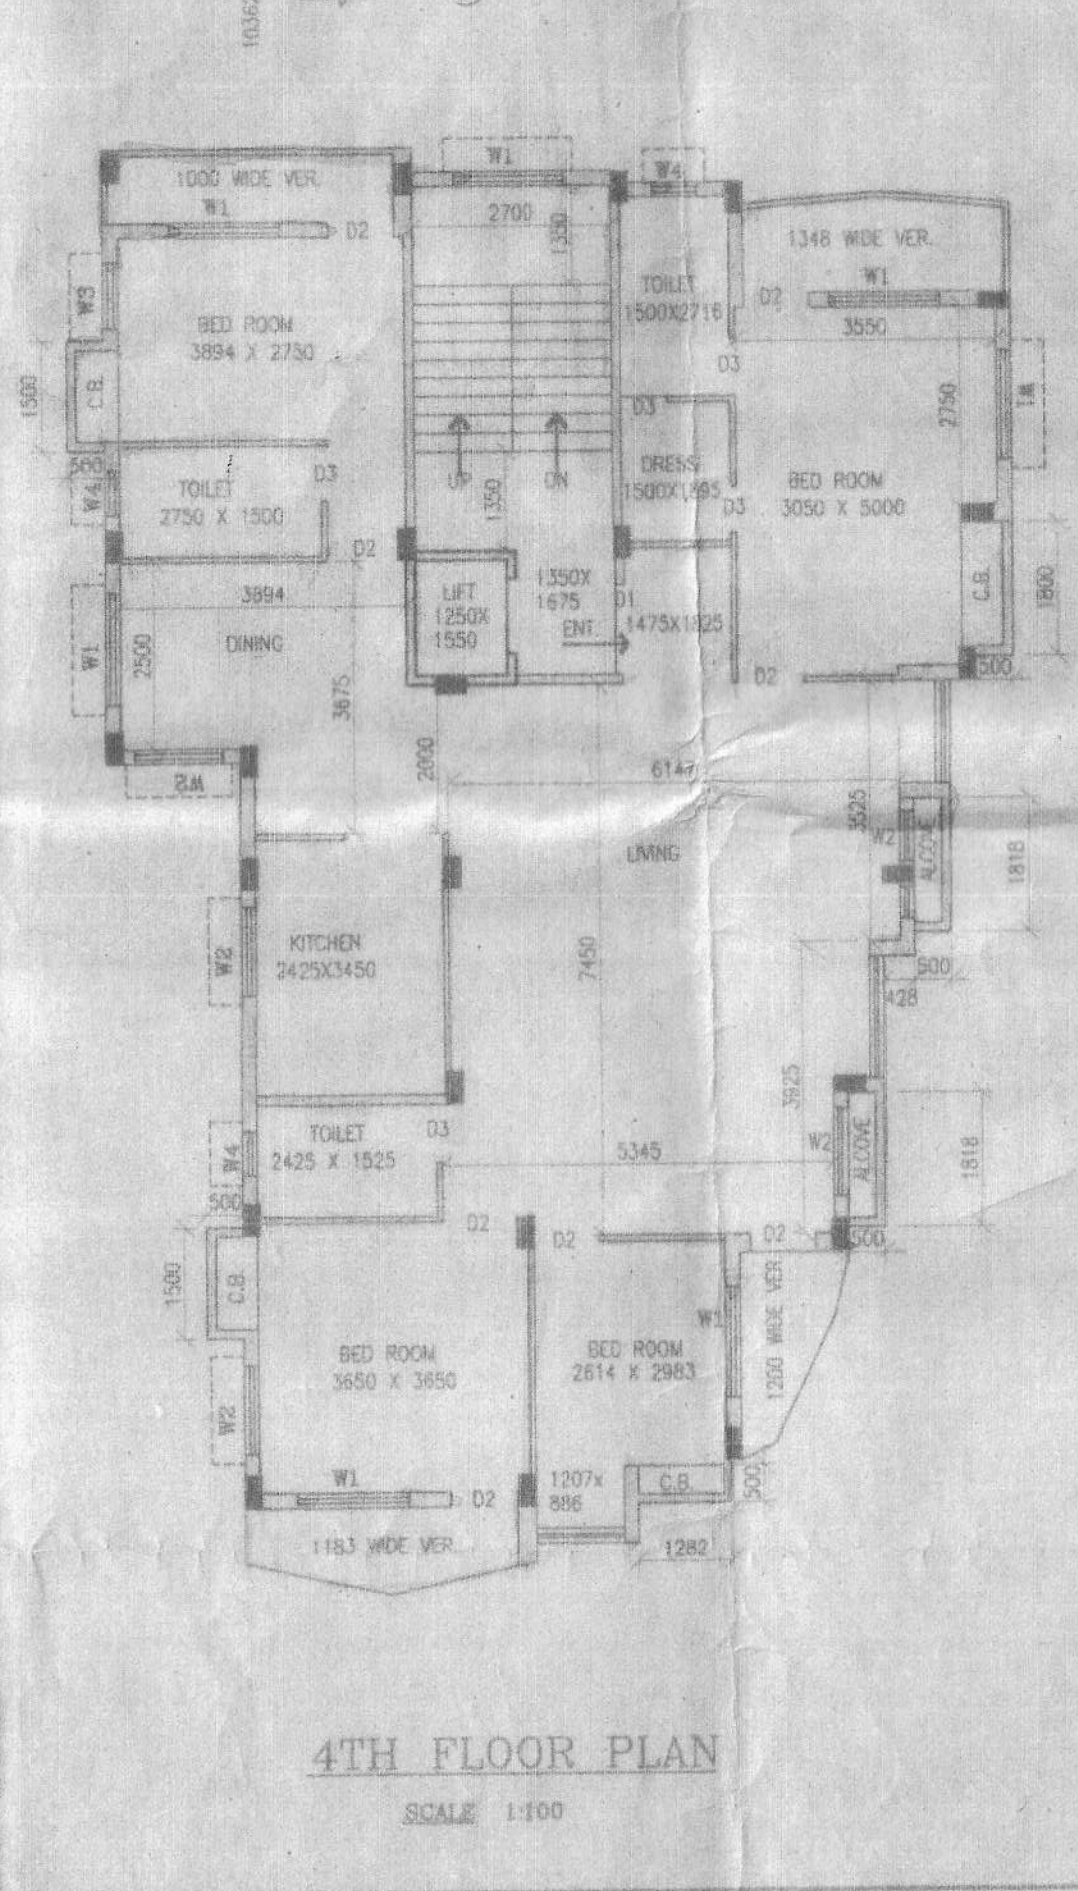 10362
W1
W4
1000 WIDE VER.
W1
D2
2700
1350
1348 WIDE VER.
W1
D2
3550
W3
TOILET
1500X2716
BED ROOM
3894 X 2750
D3
W1
2750
1500
C.B.
D3
500
TOILET
2750 X 1500
D3
W4
UP
DN
1350
DRESS
1500X1,895
D3
BED ROOM
3050 X 5000
D2
3894
LIFT
1250X
1550
1350X
1675
ENT.
D1
1475X1825
C.B.
1800
500
W1
2500
DINING
3675
D2
W2
2000
6147
3525
W2
ALCOVE
1818
LIVING
KITCHEN
2425X3450
W2
7450
500
428
3925
TOILET
2425 X 1525
D3
W4
500
5345
W2
ALCOVE
1818
D2
D2
D2
500
1500
C.B.
BED ROOM
3650 X 3650
BED ROOM
2614 X 2983
W1
1200 WIDE VER.
W2
W1
D2
1207x
886
C.B.
500
1183 WIDE VER.
1282
4TH FLOOR PLAN
SCALE 1:100